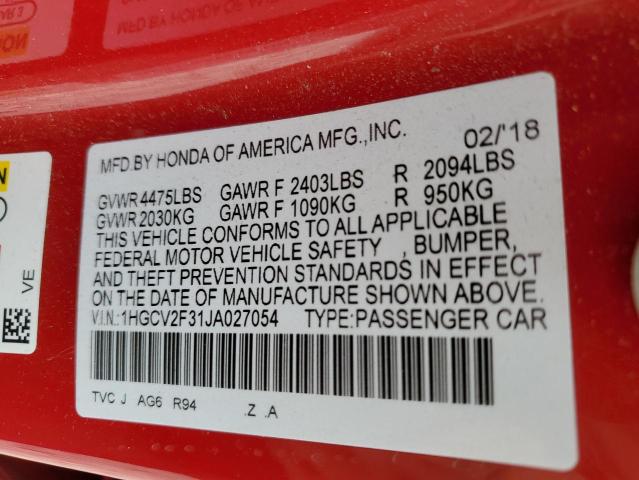 MFD.BY HONDA OF AMERICA MFG.,INC. 02/'18
GVWR 4475LBS GAWR F 2403LBS R 2094LBS
GVWR 2030KG GAWR F 1090KG R 950KG
THIS VEHICLE CONFORMS TO ALL APPLICABLE
FEDERAL MOTOR VEHICLE SAFETY , BUMPER,
AND THEFT PREVENTION STANDARDS IN EFFECT
ON THE DATE OF MANUFACTURE SHOWN ABOVE.
V.I.N.:1HGCV2F31JA027054 TYPE:PASSENGER CAR
TVC J AG6 R94 .Z .A
N
VE